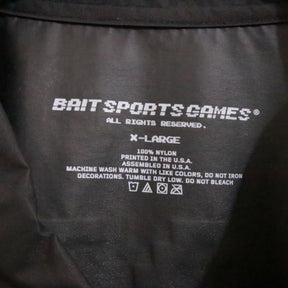 BAIT SPORTS GAMES®
ALL RIGHTS RESERVED.
X-LARGE
100% NYLON
PRINTED IN THE U.S.A.
ASSEMBLED IN U.S.A.
MACHINE WASH WARM WITH LIKE COLORS, DO NOT IRON
DECORATIONS. TUMBLE DRY LOW. DO NOT BLEACH